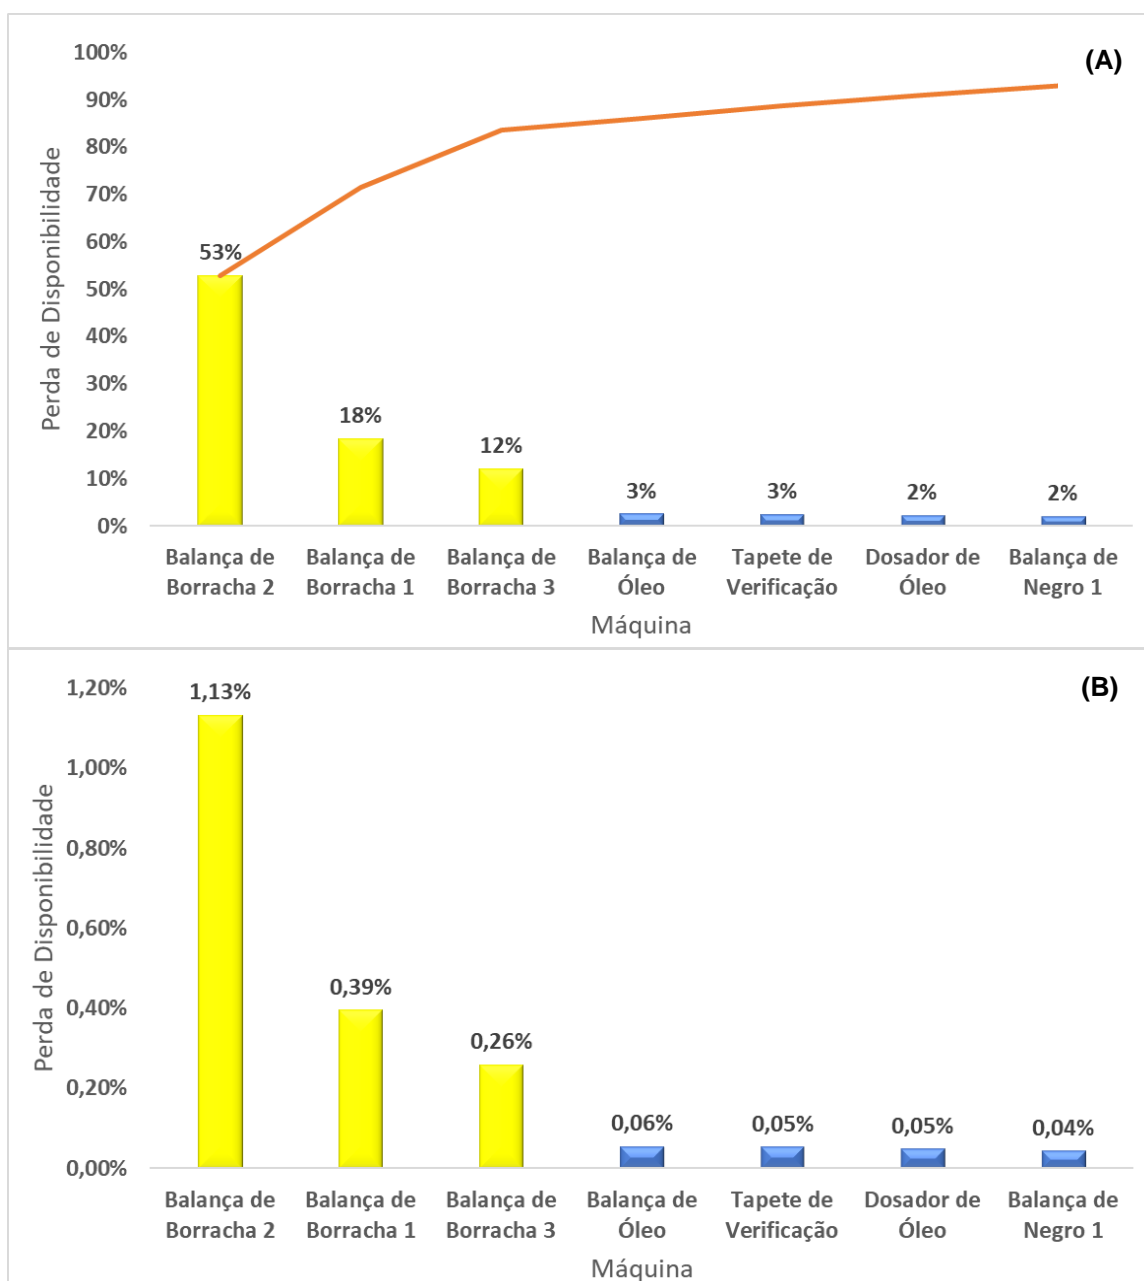 (A)
Perda de Disponibilidade
100%
90%
80%
70%
60%
50%
40%
30%
20%
10%
0%
53%
18%
12%
3%
3%
2%
2%
Balança de
Borracha 2
Balança de
Borracha 1
Balança de
Borracha 3
Balança de
Óleo
Tapete de
Verificação
Dosador de
Óleo
Balança de
Negro 1
Máquina
(B)
Perda de Disponibilidade
1,20%
1,00%
0,80%
0,60%
0,40%
0,20%
0,00%
1,13%
0,39%
0,26%
0,06%
0,05%
0,05%
0,04%
Balança de
Borracha 2
Balança de
Borracha 1
Balança de
Borracha 3
Balança de
Óleo
Tapete de
Verificação
Dosador de
Óleo
Balança de
Negro 1
Máquina